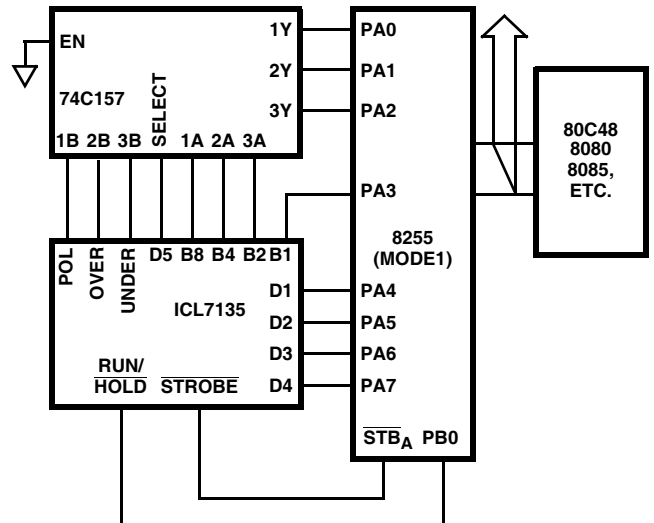 EN
74C157
1Y
2Y
3Y
1B 2B 3B SELECT 1A 2A 3A
PA0
PA1
PA2
PA3
8255
(MODE1)
PA4
PA5
PA6
PA7
STBA PB0
80C48
8080
8085,
ETC.
POL OVER UNDER D5 B8 B4 B2 B1
ICL7135
D1
D2
D3
D4
RUN/
HOLD STROBE